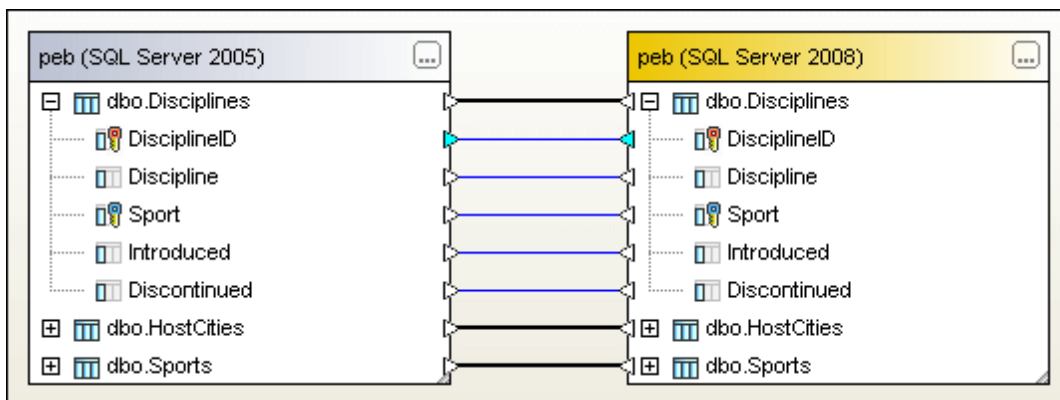 peb (SQL Server 2005)
...
dbo.Disciplines
DisciplineID
Discipline
Sport
Introduced
Discontinued
dbo.HostCities
dbo.Sports
peb (SQL Server 2008)
...
dbo.Disciplines
DisciplineID
Discipline
Sport
Introduced
Discontinued
dbo.HostCities
dbo.Sports